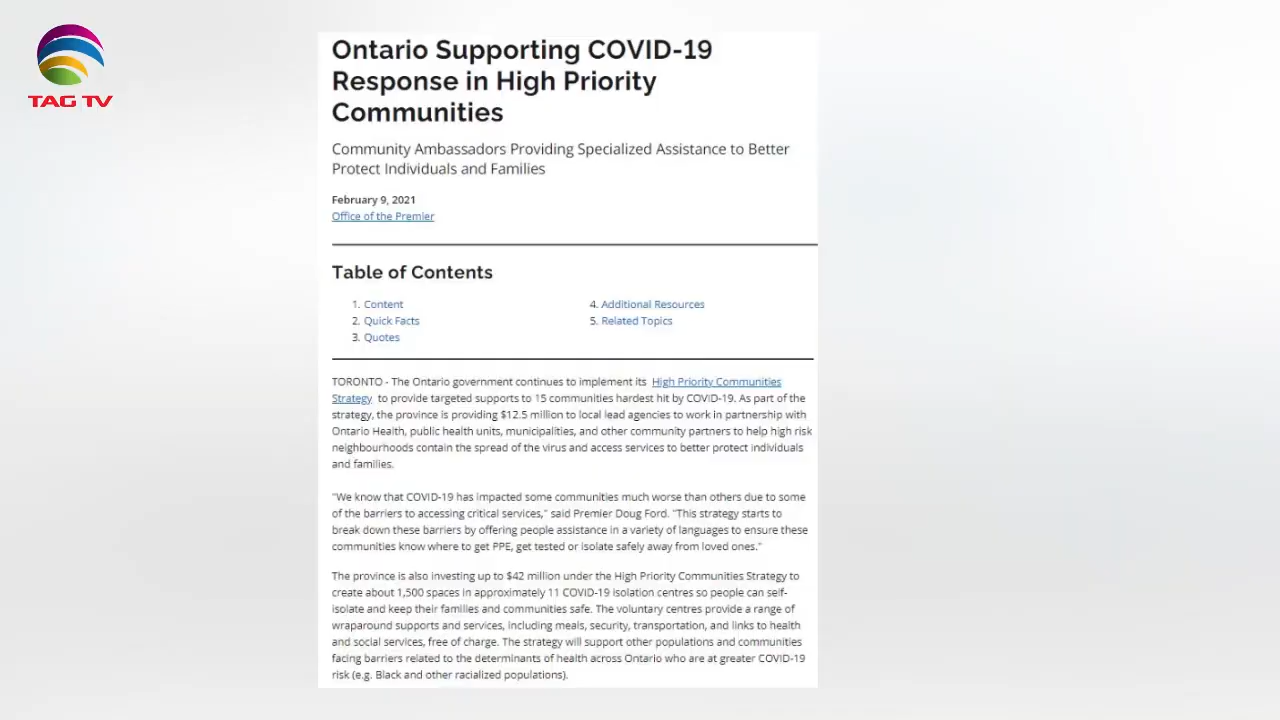 TAG TV
Ontario Supporting COVID-19
Response in High Priority
Communities
Community Ambassadors Providing Specialized Assistance to Better
Protect Individuals and Families
February 9, 2021
Office of the Premier
Table of Contents
1. Content
2. Quick Facts
3. Quotes
4. Additional Resources
5. Related Topics
TORONTO - The Ontario government continues to implement its High Priority Communities
Strategy to provide targeted supports to 15 communities hardest hit by COVID-19. As part of the
strategy, the province is providing $12.5 million to local lead agencies to work in partnership with
Ontario Health, public health units, municipalities, and other community partners to help high risk
neighbourhoods contain the spread of the virus and access services to better protect individuals
and families.
"We know that COVID-19 has impacted some communities much worse than others due to some
of the barriers to accessing critical services," said Premier Doug Ford. "This strategy starts to
break down these barriers by offering people assistance in a variety of languages to ensure these
communities know where to get PPE, get tested or isolate safely away from loved ones."
The province is also investing up to $42 million under the High Priority Communities Strategy to
create about 1,500 spaces in approximately 11 COVID-19 isolation centres so people can self-
isolate and keep their families and communities safe. The voluntary centres provide a range of
wraparound supports and services, including meals, security, transportation, and links to health
and social services, free of charge. The strategy will support other populations and communities
facing barriers related to the determinants of health across Ontario who are at greater COVID-19
risk (e.g. Black and other racialized populations).